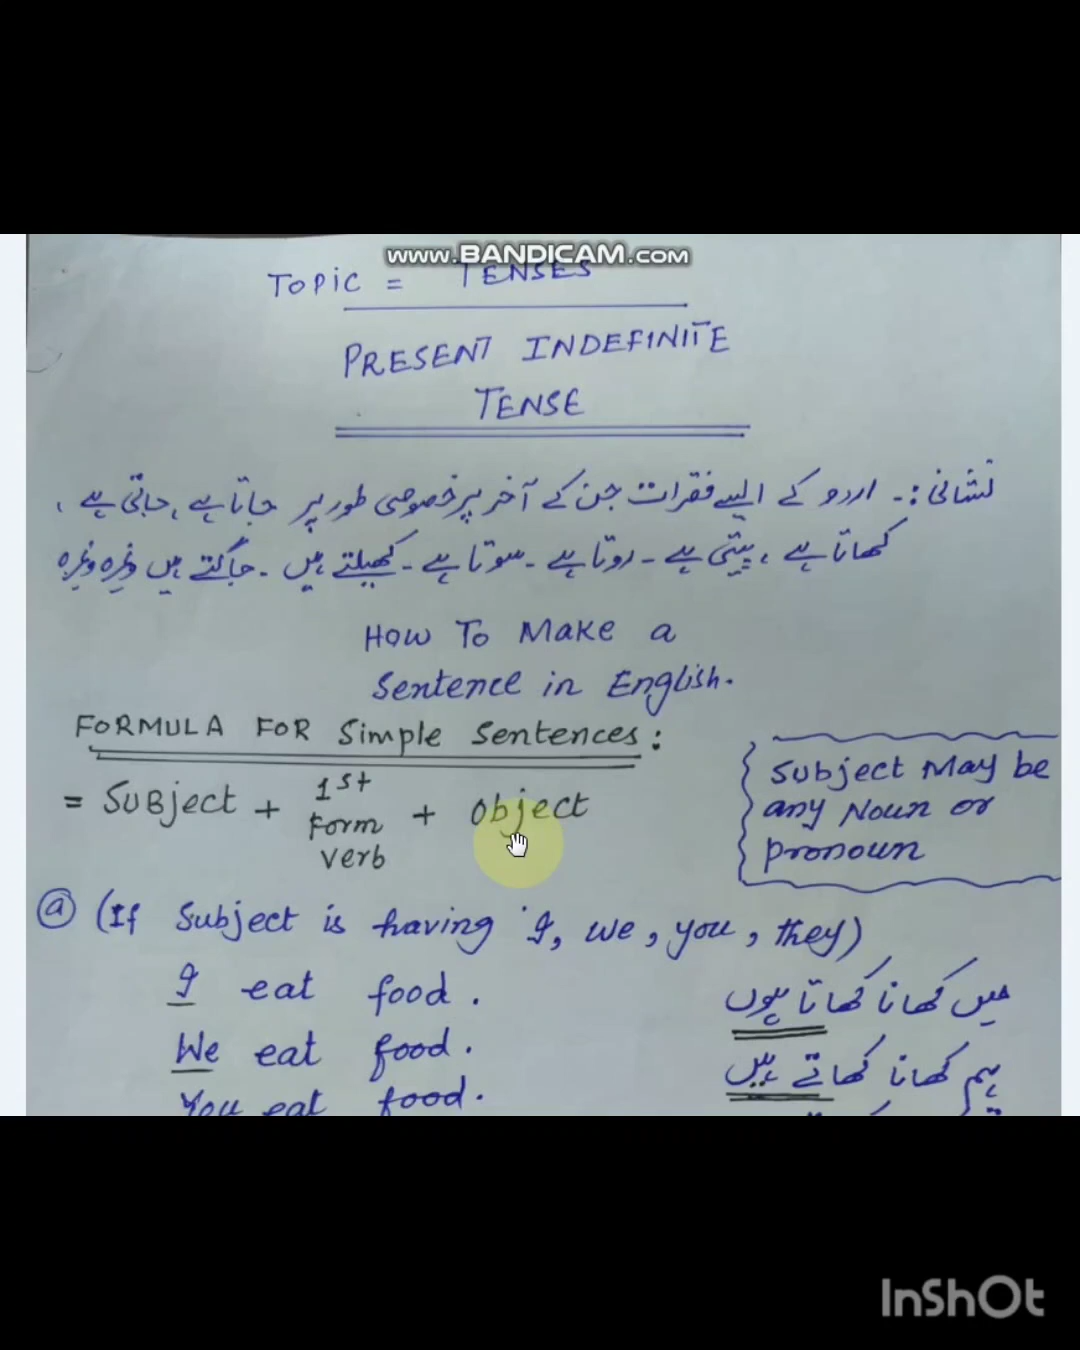 www.BANDICAM.com
TOPIC = TENSES
PRESENT INDEFINITE
TENSE
نشانی:۔ اردو کے ایسے فقرات جن کے آخر پر خصوصی طور پر جاتا ہے، جاتی ہے،
کھاتا ہے، پیتی ہے۔ روتا ہے۔ سوتا ہے۔ کھیلتے ہیں۔ جاگتے ہیں وغیرہ وغیرہ
HOW TO MAKE a
Sentence in English.
FORMULA FOR Simple Sentences:
= SUBject + 1st Form verb + object
Subject May be
any Noun or
pronoun
(a) (If Subject is having I, we, you, they)
I eat food. میں کھانا کھاتا ہوں
We eat food. ہم کھانا کھاتے ہیں
You eat food.
InShOt